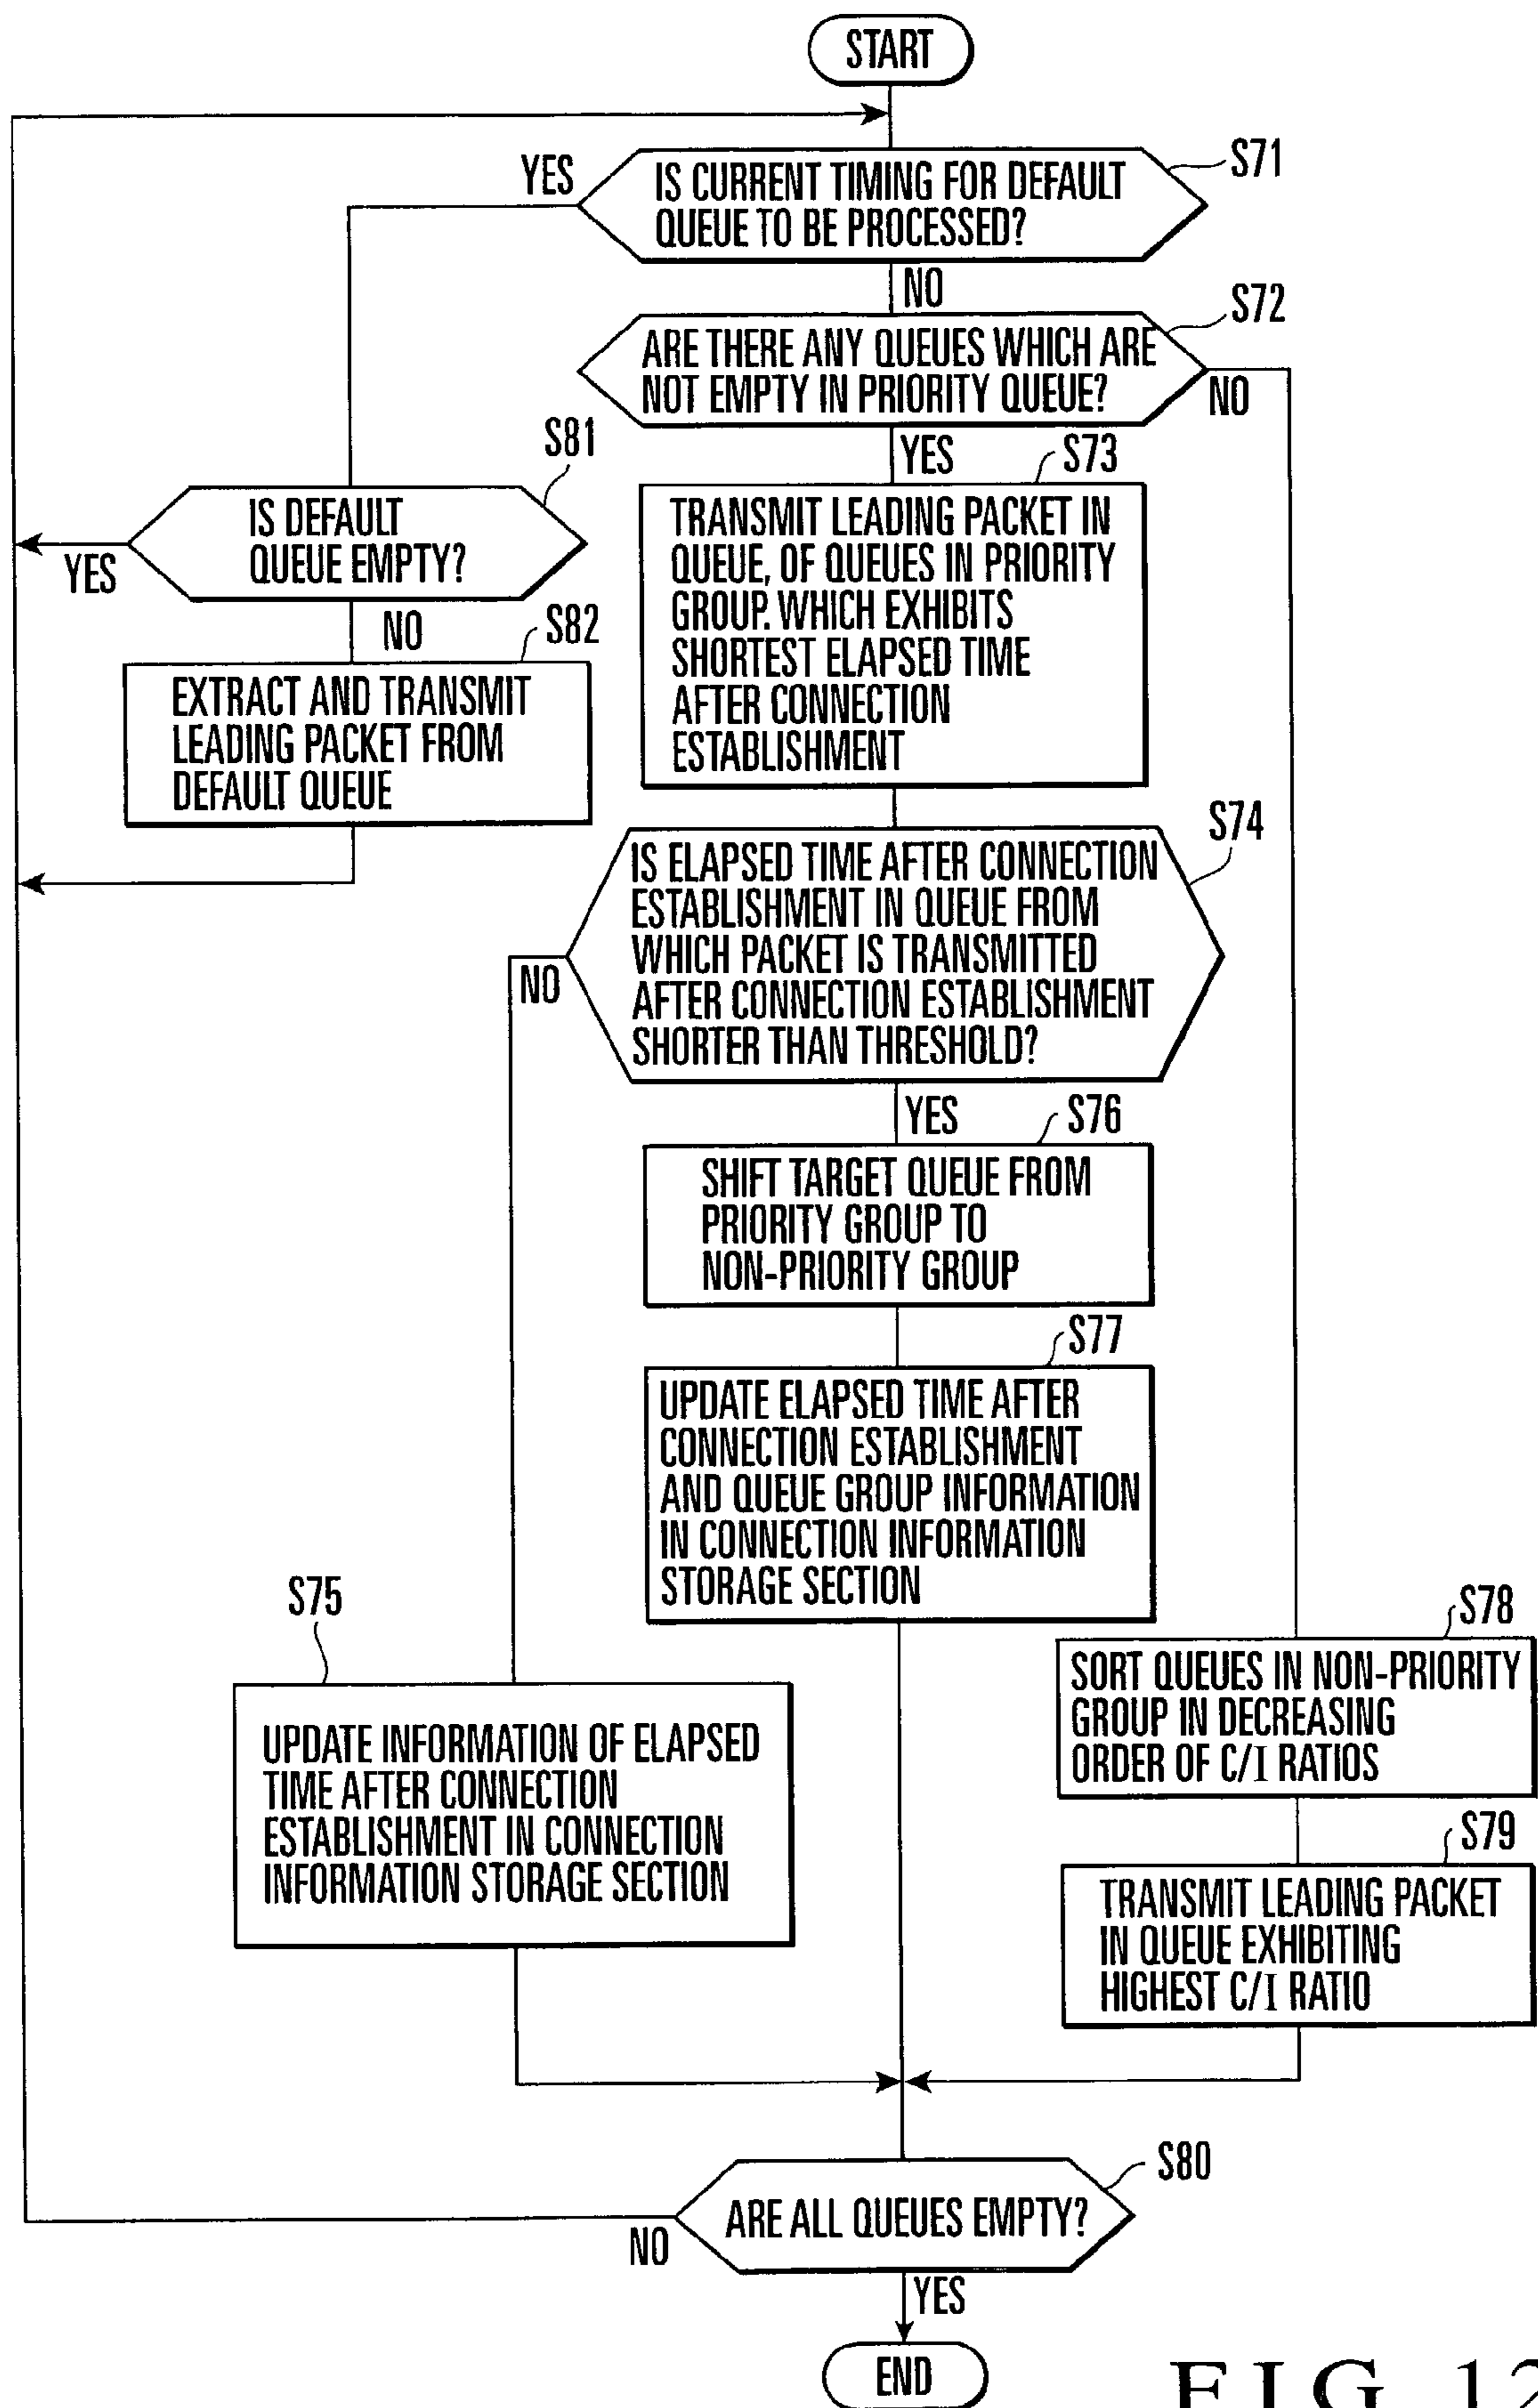 START
YES
IS CURRENT TIMING FOR DEFAULT
QUEUE TO BE PROCESSED?
S71
NO
ARE THERE ANY QUEUES WHICH ARE
NOT EMPTY IN PRIORITY QUEUE?
S72
NO
YES
S73
TRANSMIT LEADING PACKET IN
QUEUE, OF QUEUES IN PRIORITY
GROUP. WHICH EXHIBITS
SHORTEST ELAPSED TIME
AFTER CONNECTION
ESTABLISHMENT
S81
IS DEFAULT
QUEUE EMPTY?
YES
NO
S82
EXTRACT AND TRANSMIT
LEADING PACKET FROM
DEFAULT QUEUE
S74
IS ELAPSED TIME AFTER CONNECTION
ESTABLISHMENT IN QUEUE FROM
WHICH PACKET IS TRANSMITTED
AFTER CONNECTION ESTABLISHMENT
SHORTER THAN THRESHOLD?
NO
YES
S76
SHIFT TARGET QUEUE FROM
PRIORITY GROUP TO
NON-PRIORITY GROUP
S77
UPDATE ELAPSED TIME AFTER
CONNECTION ESTABLISHMENT
AND QUEUE GROUP INFORMATION
IN CONNECTION INFORMATION
STORAGE SECTION
S75
UPDATE INFORMATION OF ELAPSED
TIME AFTER CONNECTION
ESTABLISHMENT IN CONNECTION
INFORMATION STORAGE SECTION
S78
SORT QUEUES IN NON-PRIORITY
GROUP IN DECREASING
ORDER OF C/I RATIOS
S79
TRANSMIT LEADING PACKET
IN QUEUE EXHIBITING
HIGHEST C/I RATIO
S80
ARE ALL QUEUES EMPTY?
NO
YES
END
FIG. 12